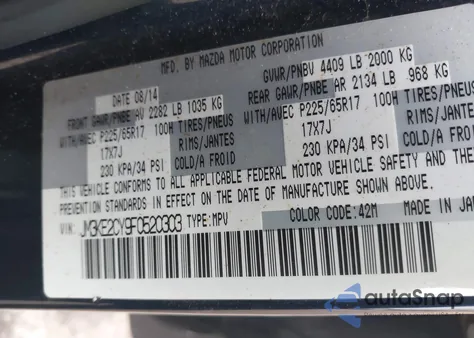 MFD. BY MAZDA MOTOR CORPORATION
DATE 08/14
GVWR/PNBV 4409 LB 2000 KG
FRONT GAWR/PNBE AV 2282 LB 1035 KG
REAR GAWR/PNBE AR 2134 LB 968 KG
WITH/AVEC P225/65R17 100H TIRES/PNEUS
WITH/AVEC P225/65R17 100H TIRES/PNEUS
17X7J RIMS/JANTES
17X7J RIMS/JANTES
230 KPA/34 PSI COLD/A FROID
230 KPA/34 PSI COLD/A FROID
THIS VEHICLE CONFORMS TO ALL APPLICABLE FEDERAL MOTOR VEHICLE SAFETY AND
IN EFFECT ON THE DATE OF MANUFACTURE SHOWN ABOVE.
VIN: JM3KE2CY9F0520303 TYPE: MPV COLOR CODE: 42M MADE IN JAPAN
autoSnap